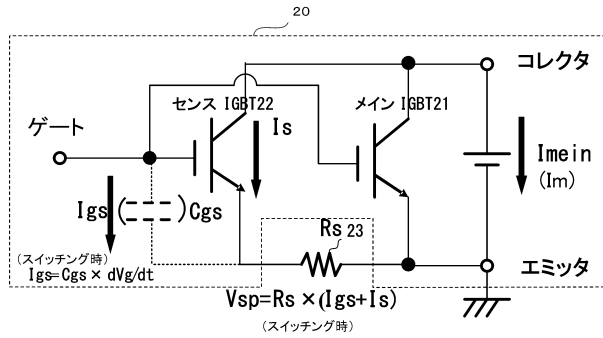 20
コレクタ
センス IGBT22
メイン IGBT21
ゲート
Is
Imein
(Im)
Igs
Cgs
Rs 23
(スイッチング時)
Igs=Cgs×dVg/dt
エミッタ
Vsp=Rs×(Igs+Is)
(スイッチング時)